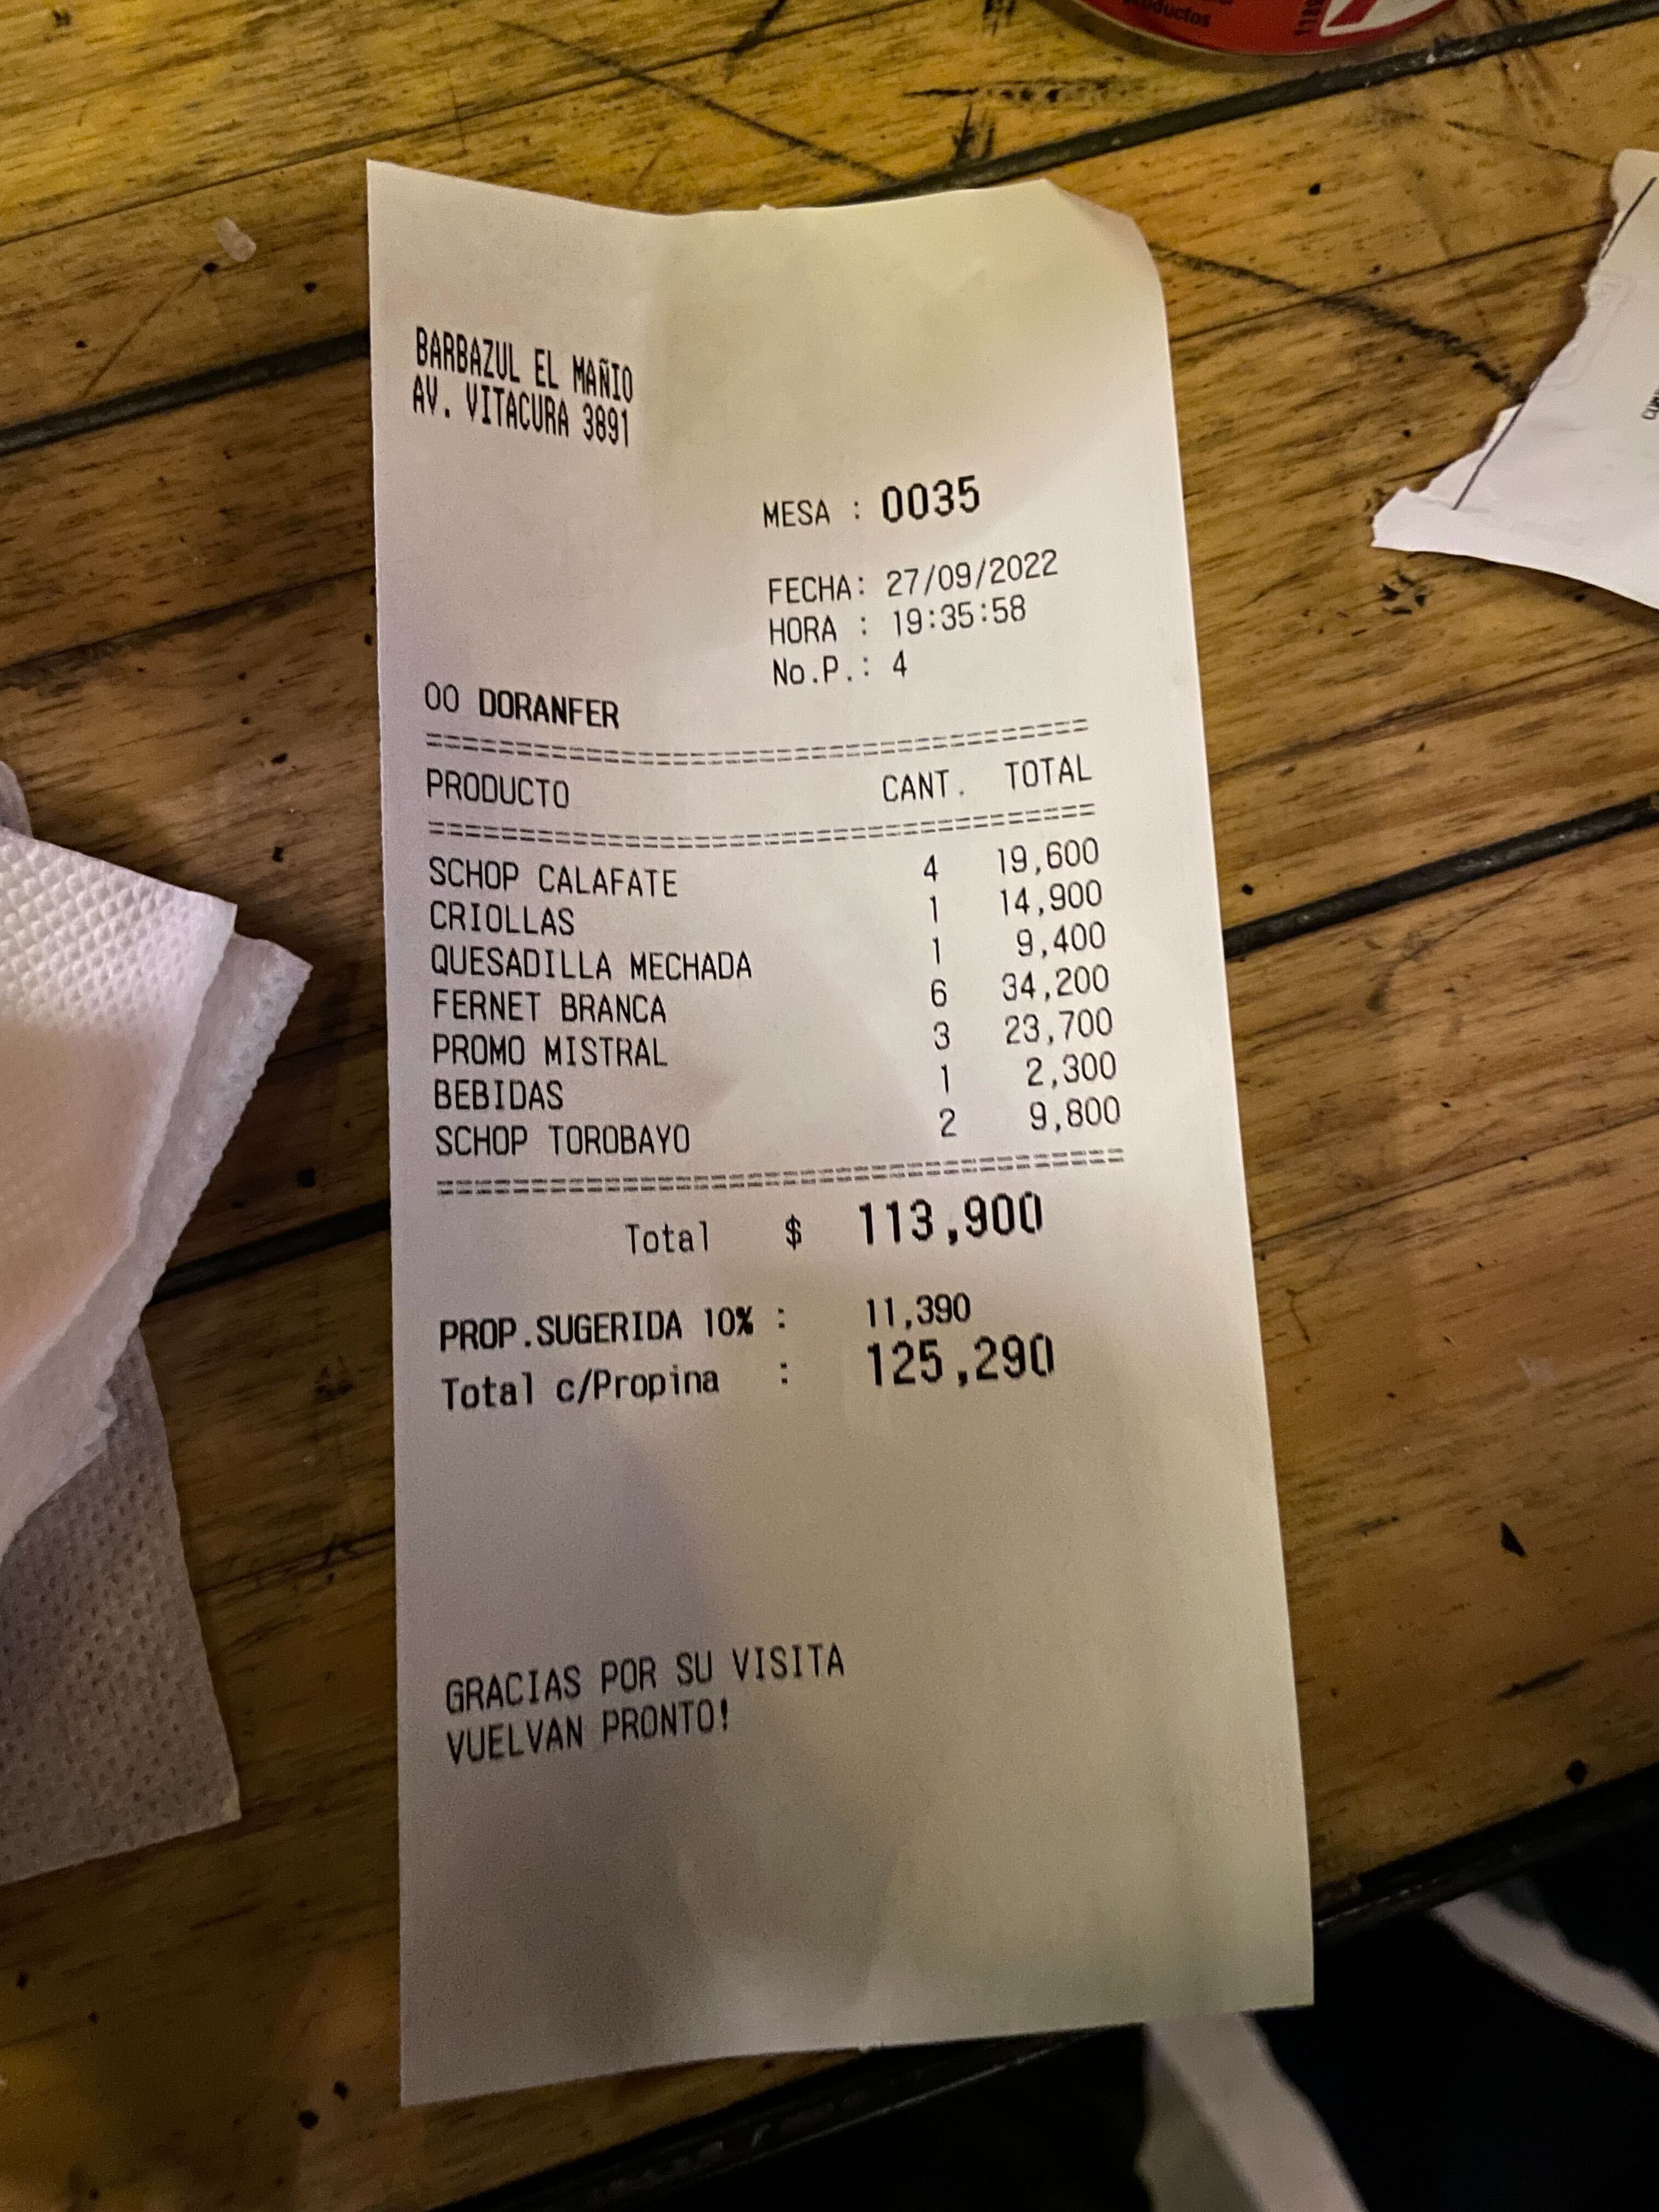 oductos
BARBAZUL EL MAÑIO
AV. VITACURA 3891
MESA : 0035
FECHA: 27/09/2022
HORA : 19:35:58
No.P.: 4
00 DORANFER
PRODUCTO CANT. TOTAL
SCHOP CALAFATE 4 19,600
CRIOLLAS 1 14,900
QUESADILLA MECHADA 1 9,400
FERNET BRANCA 6 34,200
PROMO MISTRAL 3 23,700
BEBIDAS 1 2,300
SCHOP TOROBAYO 2 9,800
Total $ 113,900
PROP.SUGERIDA 10% : 11,390
Total c/Propina : 125,290
GRACIAS POR SU VISITA
VUELVAN PRONTO!